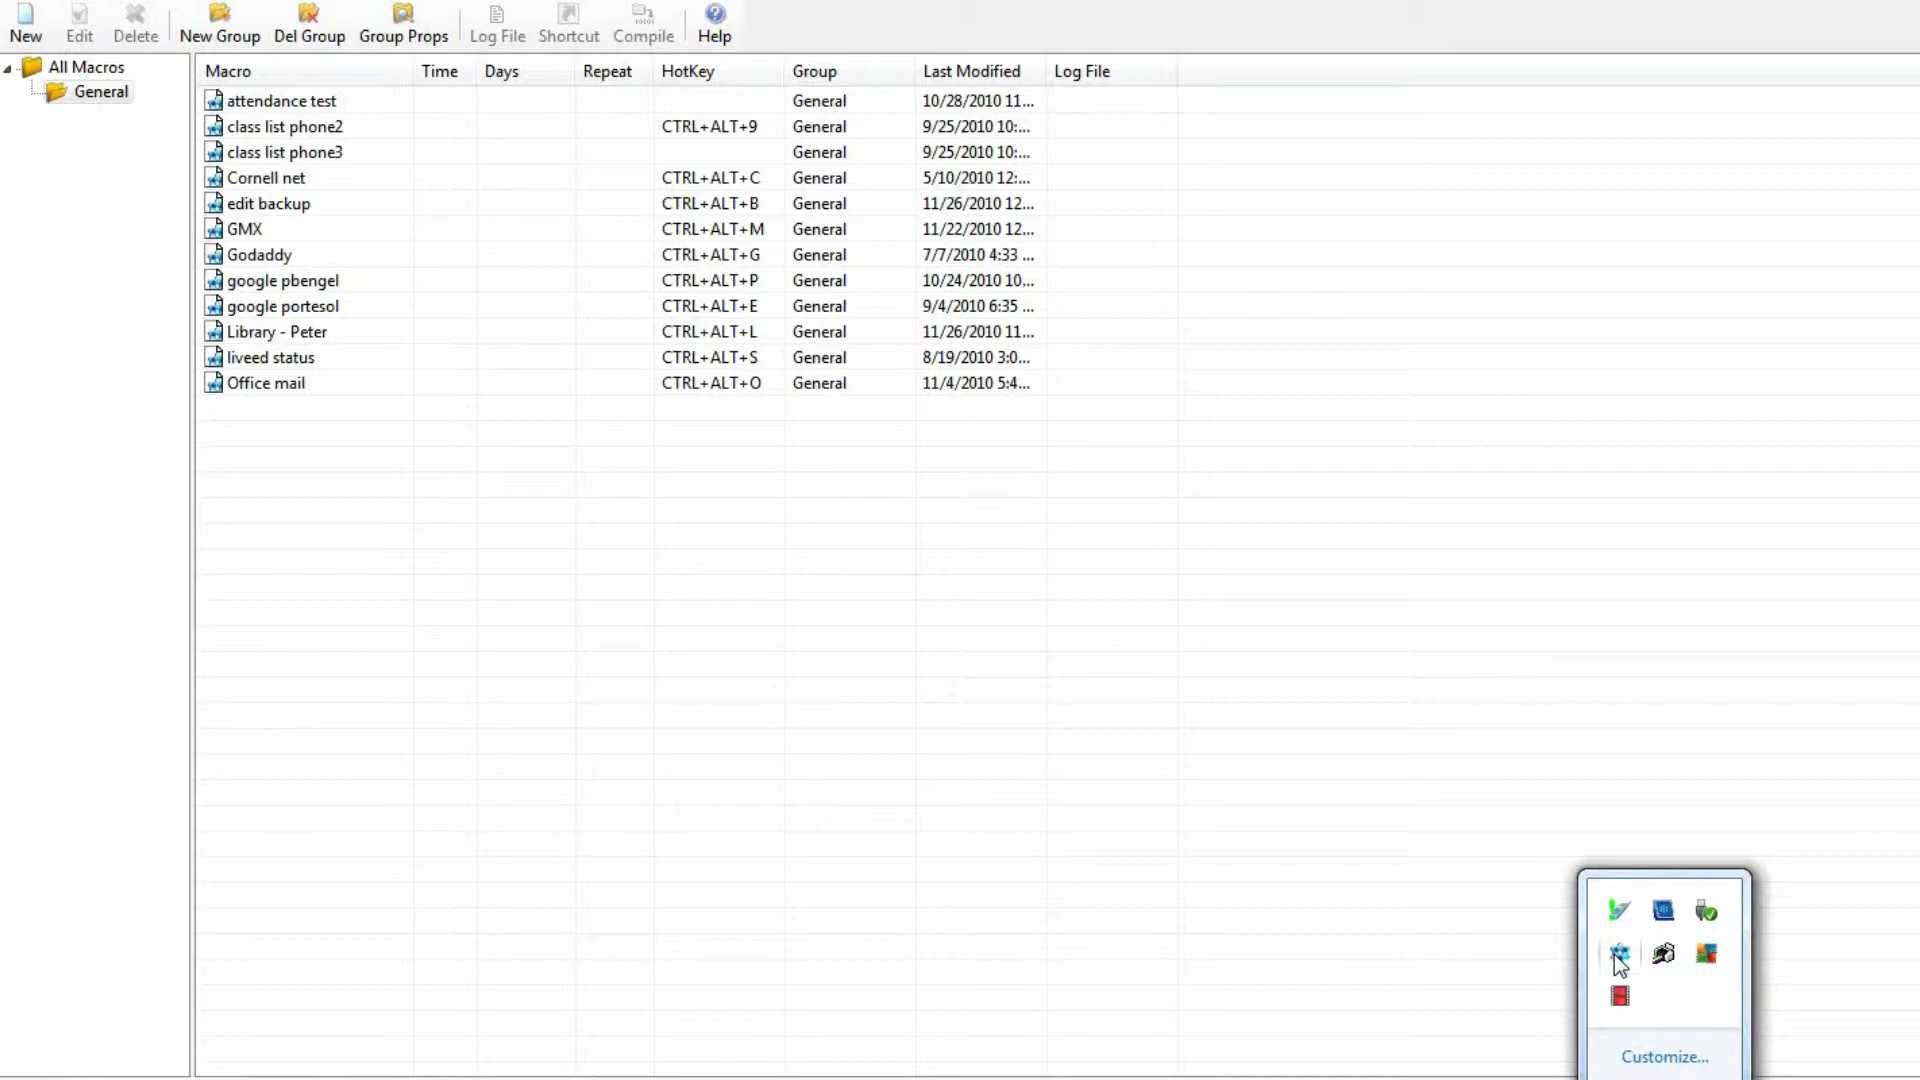 New Edit Delete New Group Del Group Group Props Log File Shortcut Compile Help
All Macros
General
Macro Time Days Repeat HotKey Group Last Modified Log File
attendance test General 10/28/2010 11...
class list phone2 CTRL+ALT+9 General 9/25/2010 10:...
class list phone3 General 9/25/2010 10:...
Cornell net CTRL+ALT+C General 5/10/2010 12:...
edit backup CTRL+ALT+B General 11/26/2010 12...
GMX CTRL+ALT+M General 11/22/2010 12...
Godaddy CTRL+ALT+G General 7/7/2010 4:33 ...
google pbengel CTRL+ALT+P General 10/24/2010 10...
google portesol CTRL+ALT+E General 9/4/2010 6:35 ...
Library - Peter CTRL+ALT+L General 11/26/2010 11...
liveed status CTRL+ALT+S General 8/19/2010 3:0...
Office mail CTRL+ALT+O General 11/4/2010 5:4...
Customize...